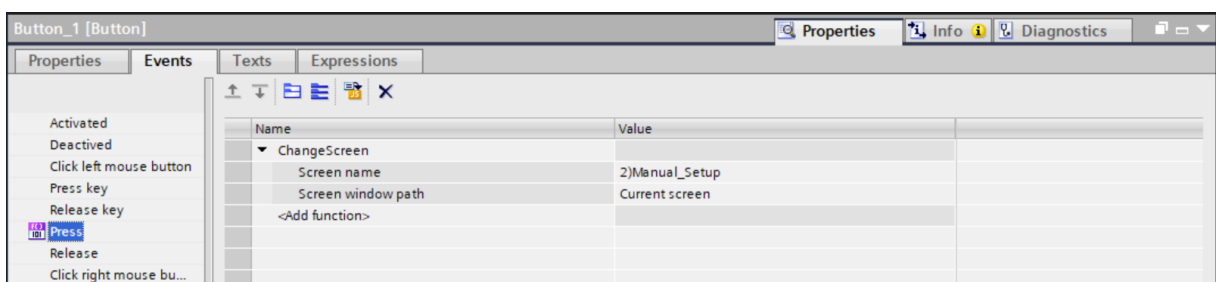 Button_1 [Button]
Properties
Info
Diagnostics
Properties
Events
Texts
Expressions
Activated
Deactived
Click left mouse button
Press key
Release key
Press
Release
Click right mouse bu...
Name Value
ChangeScreen
Screen name 2)Manual_Setup
Screen window path Current screen
<Add function>